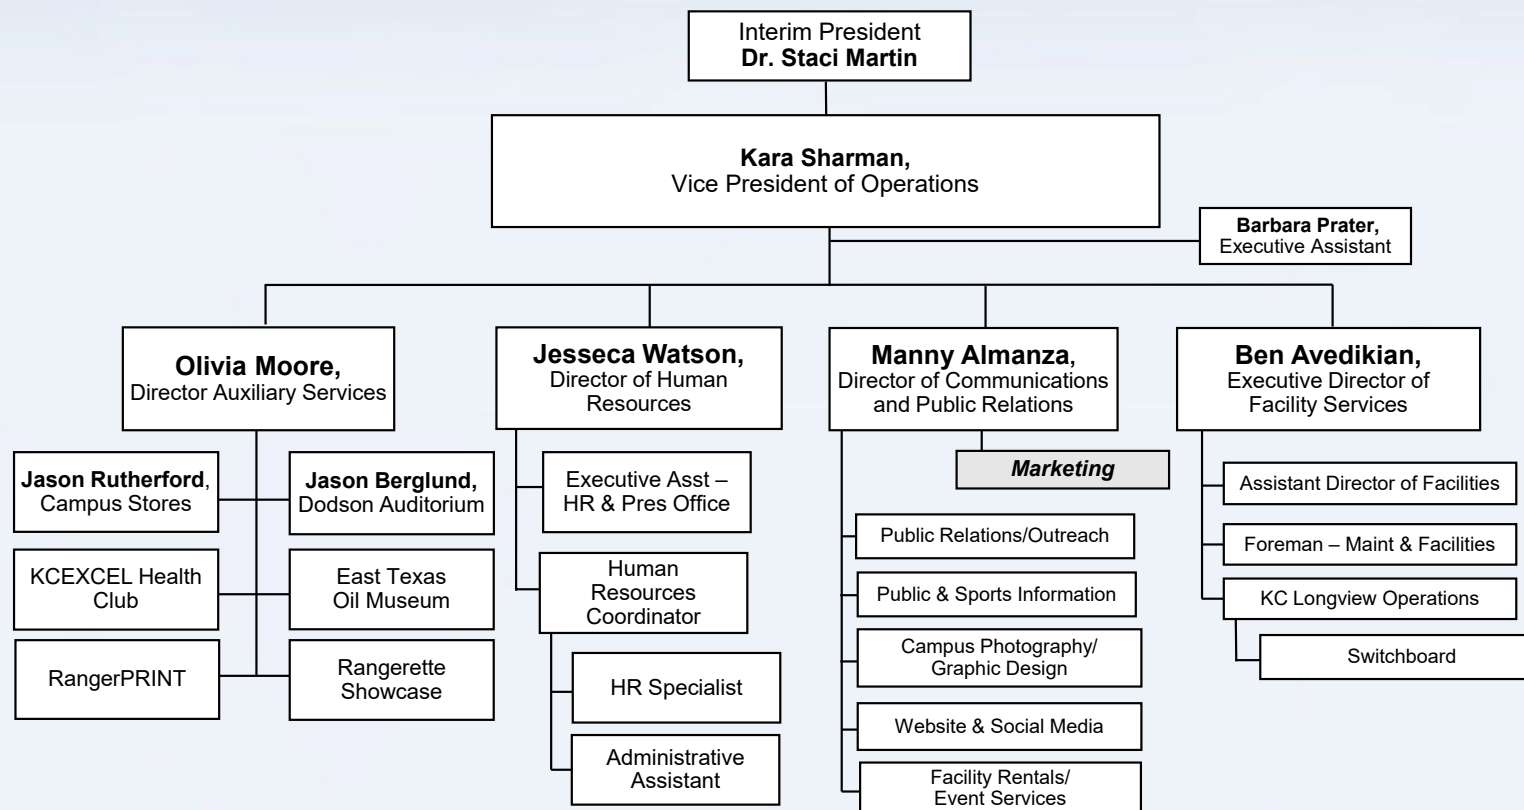 Interim President
Dr. Staci Martin
Kara Sharman,
Vice President of Operations
Barbara Prater,
Executive Assistant
Olivia Moore,
Director Auxiliary Services
Jason Rutherford,
Campus Stores
Jason Berglund,
Dodson Auditorium
KCEXCEL Health
Club
East Texas
Oil Museum
RangerPRINT
Rangerette
Showcase
Jesseca Watson,
Director of Human
Resources
Executive Asst –
HR & Pres Office
Human
Resources
Coordinator
HR Specialist
Administrative
Assistant
Manny Almanza,
Director of Communications
and Public Relations
Marketing
Public Relations/Outreach
Public & Sports Information
Campus Photography/
Graphic Design
Website & Social Media
Facility Rentals/
Event Services
Ben Avedikian,
Executive Director of
Facility Services
Assistant Director of Facilities
Foreman – Maint & Facilities
KC Longview Operations
Switchboard